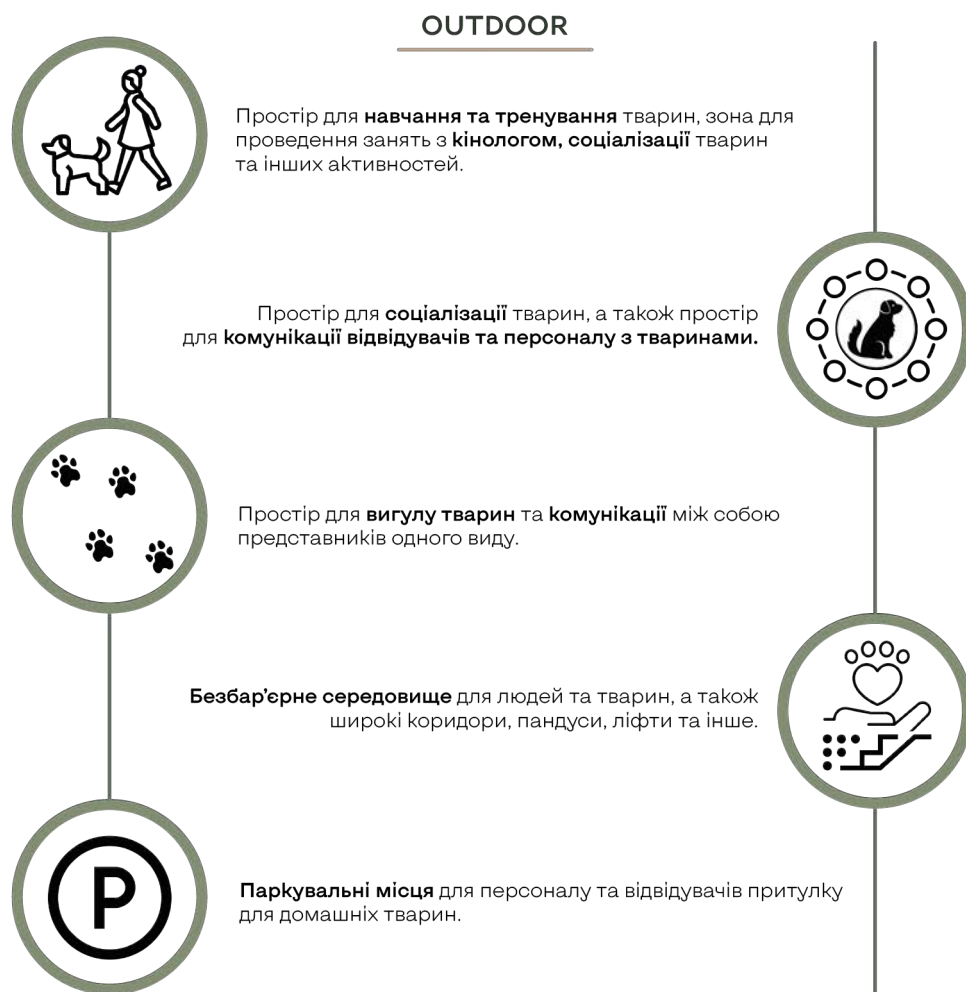 OUTDOOR
Простір для навчання та тренування тварин, зона для
проведення занять з кінологом, соціалізації тварин
та інших активностей.
Простір для соціалізації тварин, а також простір
для комунікації відвідувачів та персоналу з тваринами.
Простір для вигулу тварин та комунікації між собою
представників одного виду.
Безбар’єрне середовище для людей та тварин, а також
широкі коридори, пандуси, ліфти та інше.
P
Паркувальні місця для персоналу та відвідувачів притулку
для домашніх тварин.